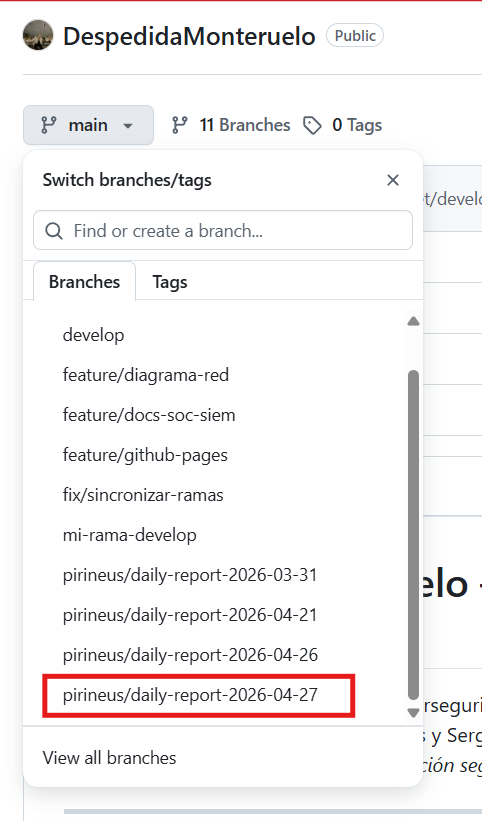 DespedidaMonteruelo Public
main 11 Branches 0 Tags
Switch branches/tags
et/develo
Find or create a branch...
Branches Tags
develop
feature/diagrama-red
feature/docs-soc-siem
feature/github-pages
fix/sincronizar-ramas
mi-rama-develop
pirineus/daily-report-2026-03-31
elo
pirineus/daily-report-2026-04-21
pirineus/daily-report-2026-04-26
pirineus/daily-report-2026-04-27
rseguri
s y Serg
View all branches
ción seg